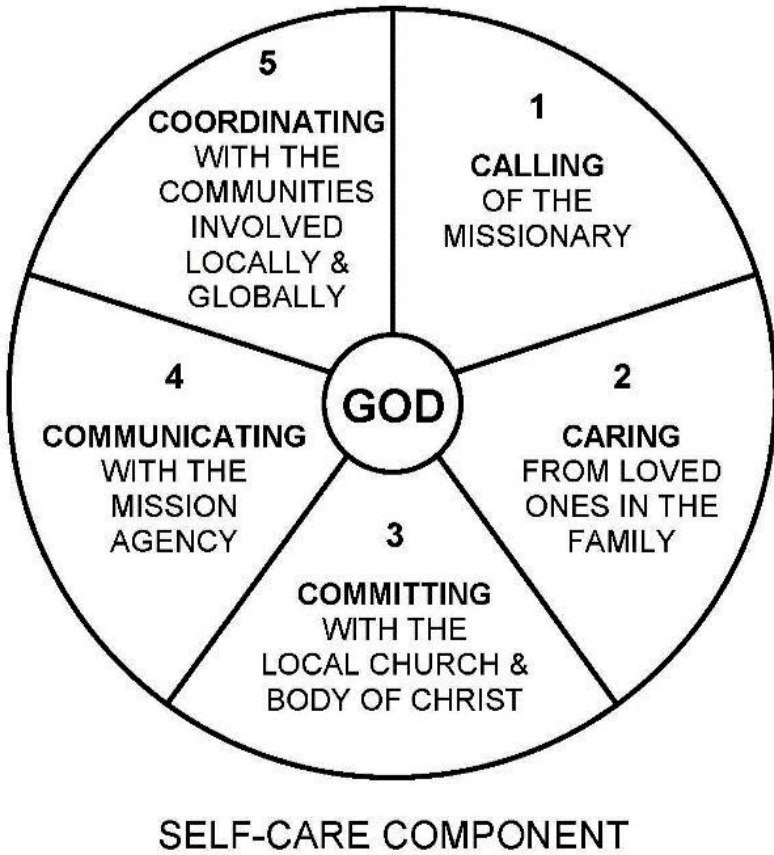 1
CALLING
OF THE
MISSIONARY
2
CARING
FROM LOVED
ONES IN THE
FAMILY
3
COMMITTING
WITH THE
LOCAL CHURCH &
BODY OF CHRIST
4
COMMUNICATING
WITH THE
MISSION
AGENCY
5
COORDINATING
WITH THE
COMMUNITIES
INVOLVED
LOCALLY &
GLOBALLY
GOD
SELF-CARE COMPONENT